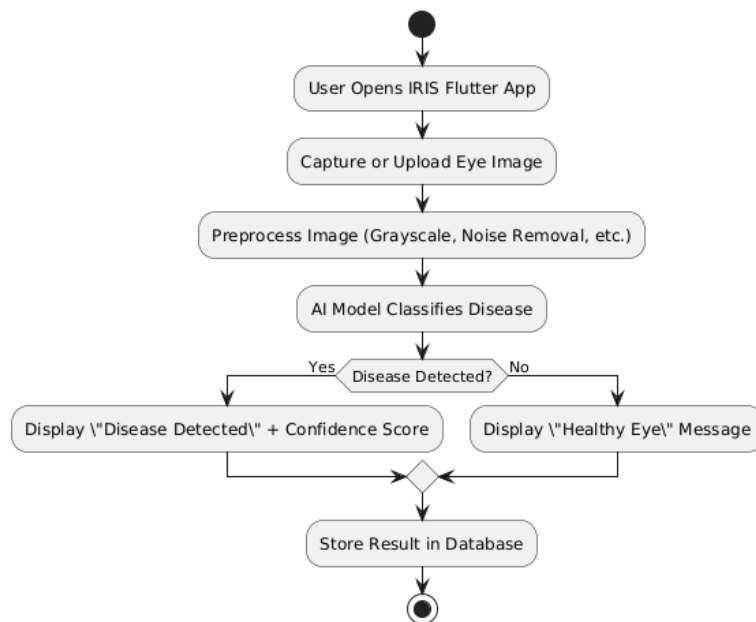 User Opens IRIS Flutter App
Capture or Upload Eye Image
Preprocess Image (Grayscale, Noise Removal, etc.)
AI Model Classifies Disease
Yes
Disease Detected?
No
Display \"Disease Detected\" + Confidence Score
Display \"Healthy Eye\" Message
Store Result in Database